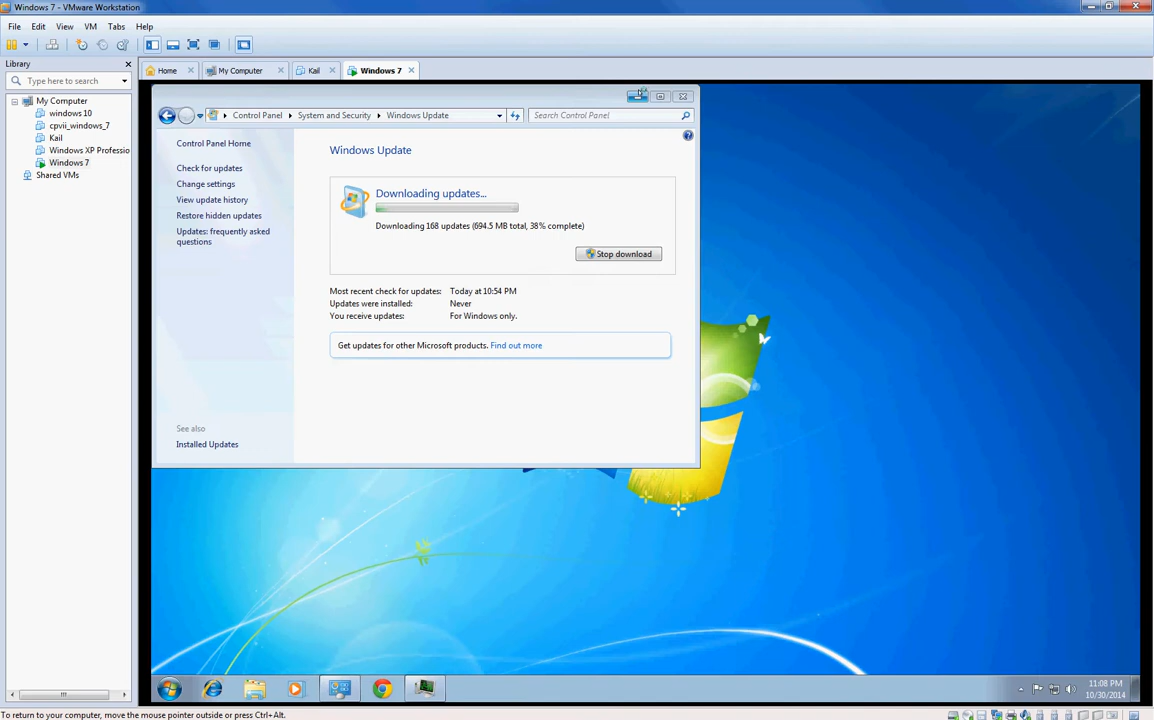 Windows 7 - VMware Workstation
File Edit View VM Tabs Help
Library
Type here to search
My Computer
windows 10
cpvii_windows_7
Kail
Windows XP Professio
Windows 7
Shared VMs
Home
My Computer
Kail
Windows 7
Control Panel
System and Security
Windows Update
Search Control Panel
Control Panel Home
Check for updates
Change settings
View update history
Restore hidden updates
Updates: frequently asked
questions
See also
Installed Updates
Windows Update
Downloading updates...
Downloading 168 updates (694.5 MB total, 38% complete)
Stop download
Most recent check for updates: Today at 10:54 PM
Updates were installed: Never
You receive updates: For Windows only.
Get updates for other Microsoft products. Find out more
11:08 PM
10/30/2014
To return to your computer, move the mouse pointer outside or press Ctrl+Alt.